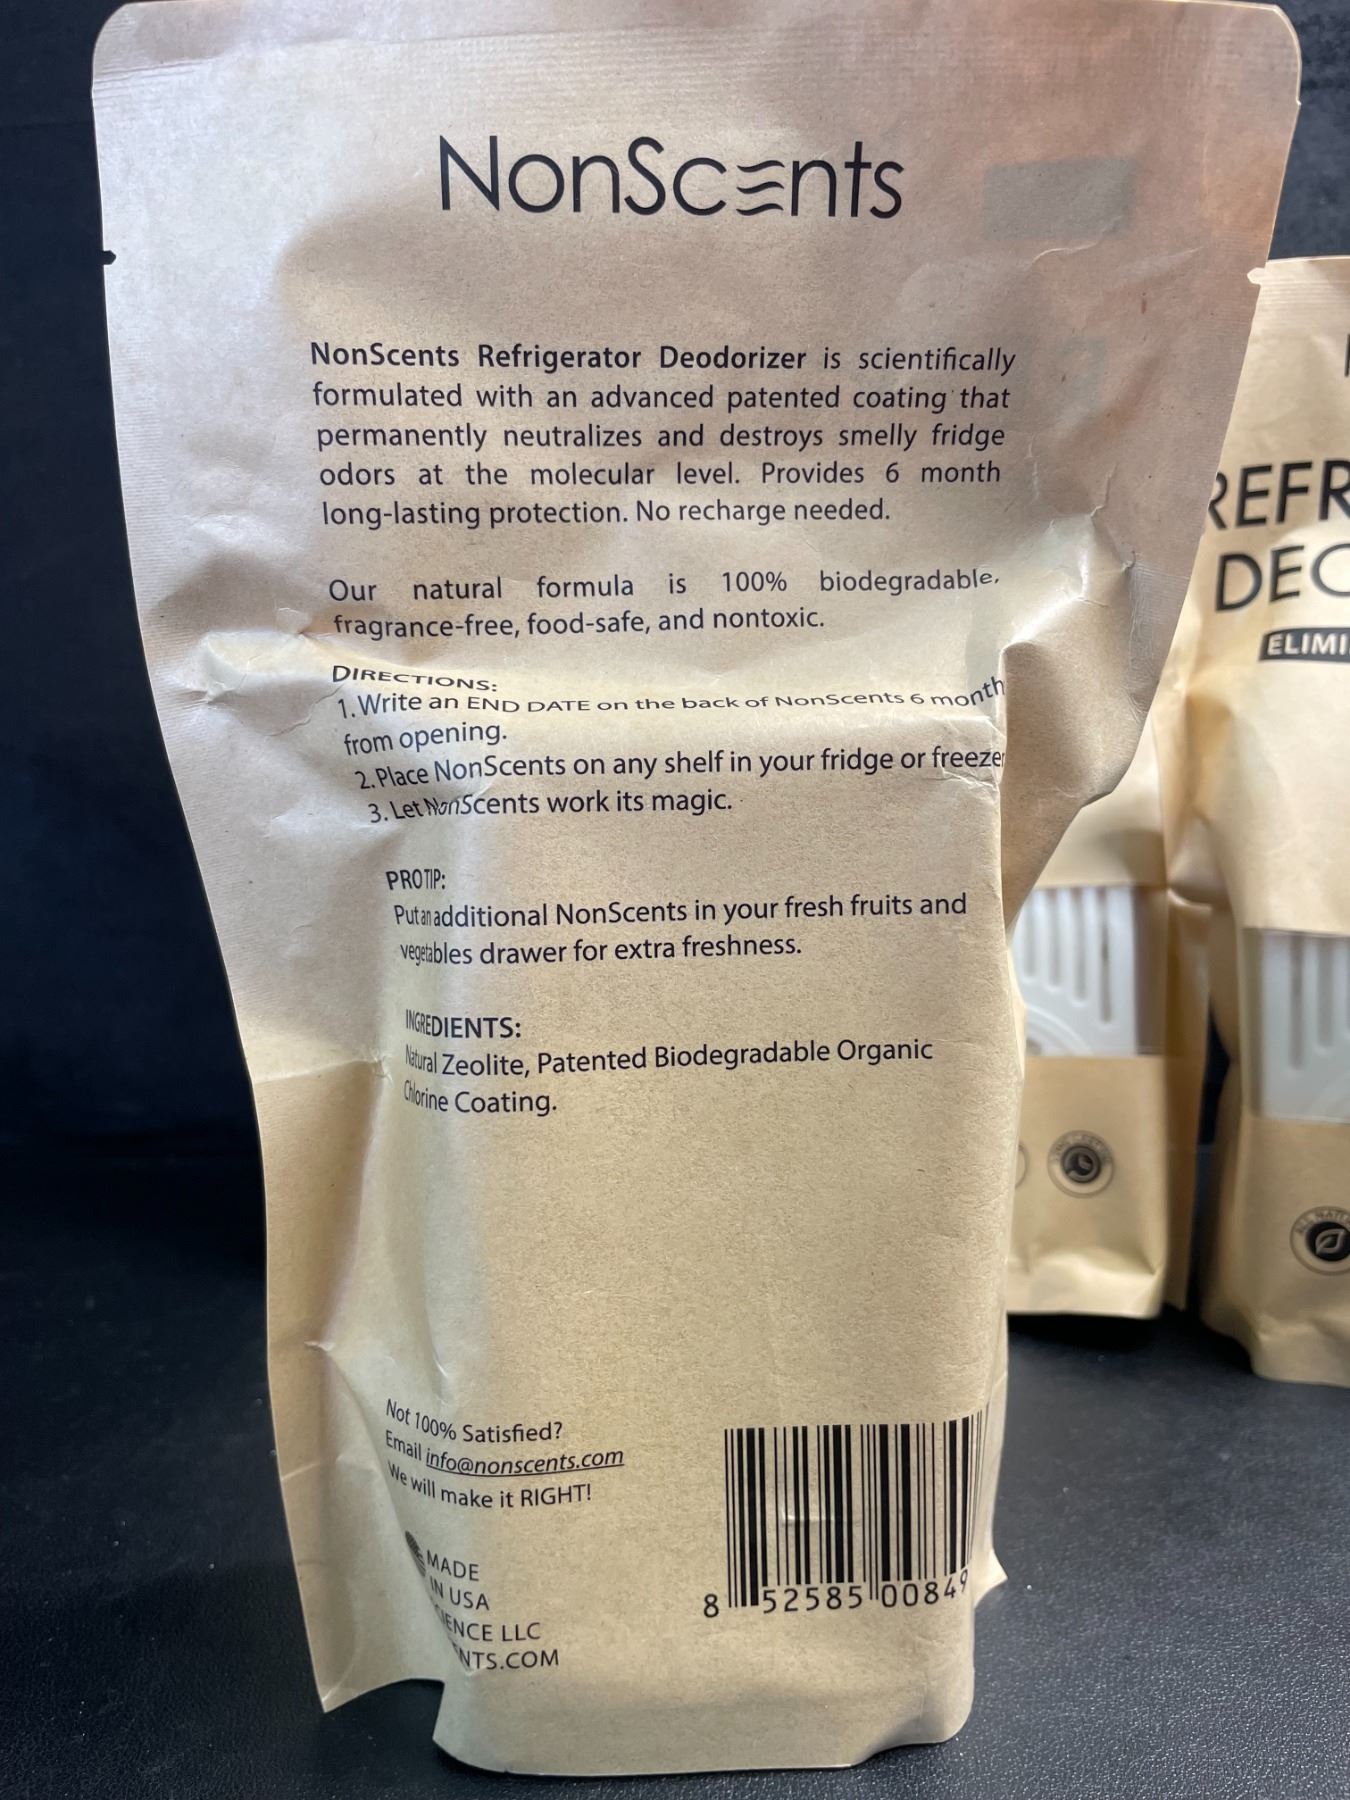 NonScents
NonScents Refrigerator Deodorizer is scientifically
formulated with an advanced patented coating that
permanently neutralizes and destroys smelly fridge
odors at the molecular level. Provides 6 month
long-lasting protection. No recharge needed.
Our natural formula is 100% biodegradable,
fragrance-free, food-safe, and nontoxic.
DIRECTIONS:
1. Write an END DATE on the back of NonScents 6 month
from opening.
2. Place NonScents on any shelf in your fridge or freezer
3. Let NonScents work its magic.
PRO TIP:
Put an additional NonScents in your fresh fruits and
vegetables drawer for extra freshness.
INGREDIENTS:
Natural Zeolite, Patented Biodegradable Organic
Chlorine Coating.
Not 100% Satisfied?
Email info@nonscents.com
We will make it RIGHT!
MADE
IN USA
IENCE LLC
NTS.COM
8 52585 00849
REFR
DEO
ELIMI